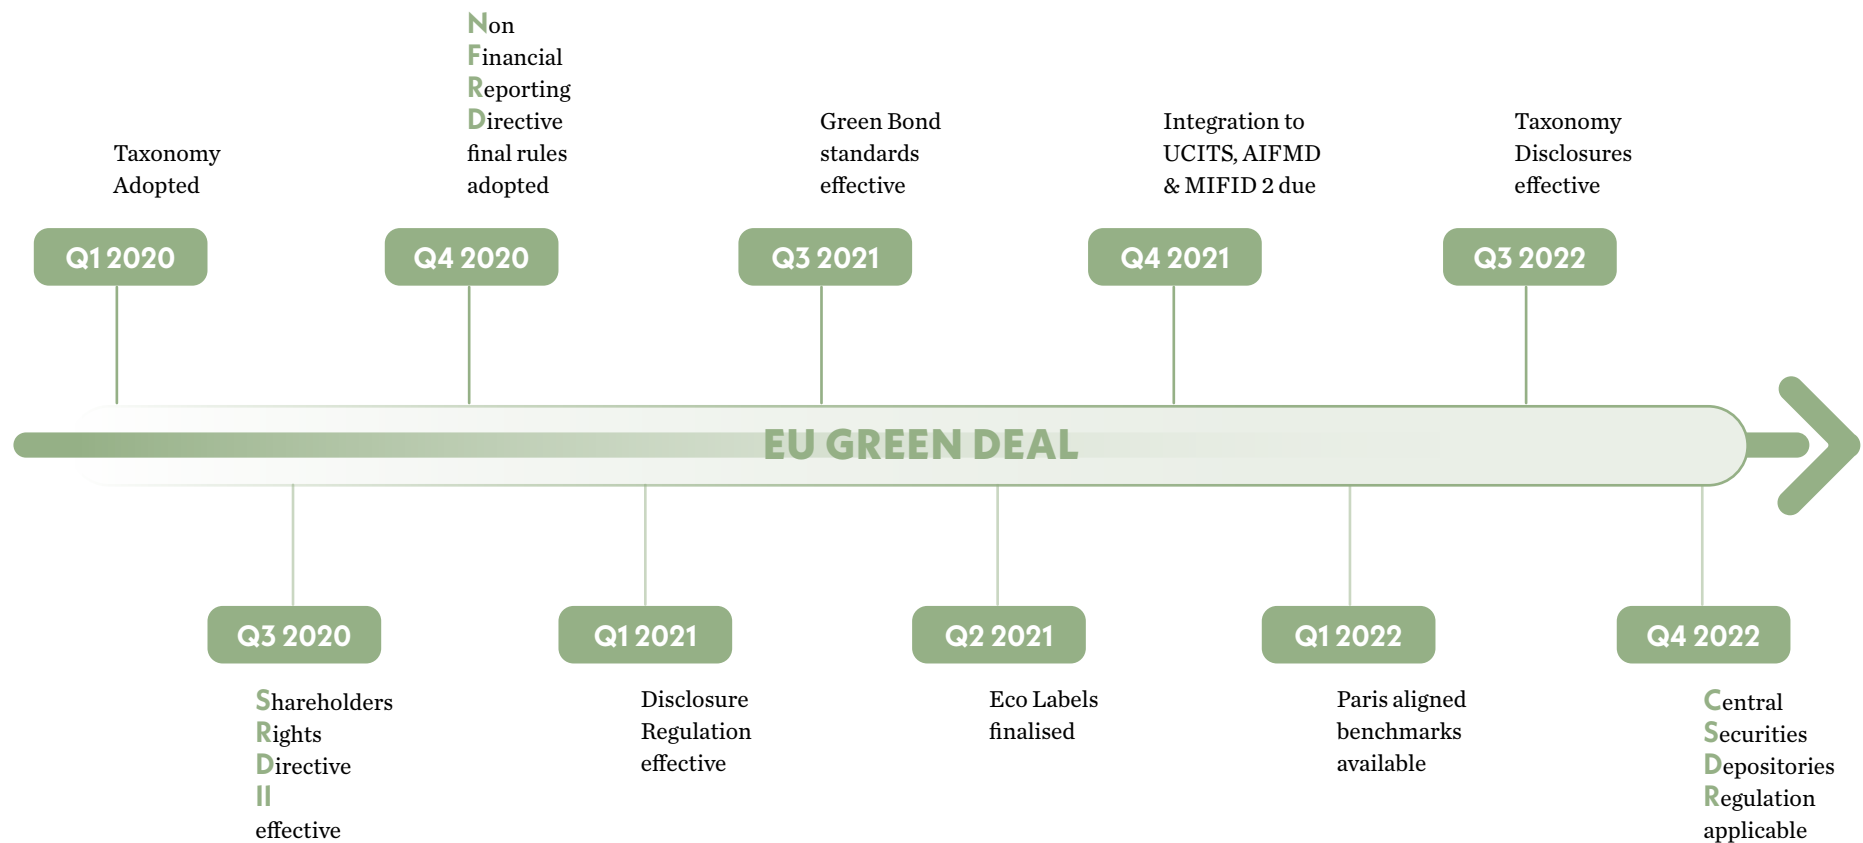 Non
Financial
Reporting
Directive
final rules
adopted
Taxonomy
Adopted
Green Bond
standards
effective
Integration to
UCITS, AIFMD
& MIFID 2 due
Taxonomy
Disclosures
effective
Q1 2020
Q4 2020
Q3 2021
Q4 2021
Q3 2022
EU GREEN DEAL
Q3 2020
Q1 2021
Q2 2021
Q1 2022
Q4 2022
Shareholders
Rights
Directive
II
effective
Disclosure
Regulation
effective
Eco Labels
finalised
Paris aligned
benchmarks
available
Central
Securities
Depositories
Regulation
applicable